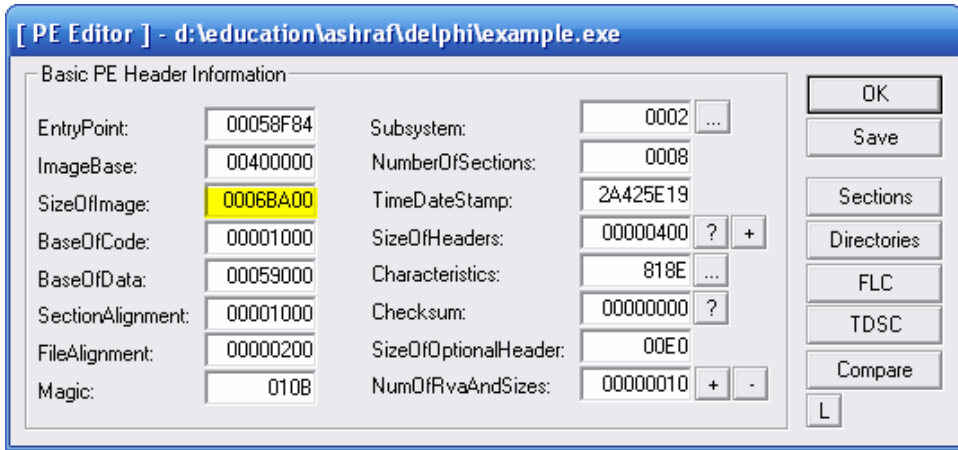 [ PE Editor ] - d:\education\ashraf\delphi\example.exe
Basic PE Header Information
EntryPoint: 00058F84
ImageBase: 00400000
SizeOfImage: 0006BA00
BaseOfCode: 00001000
BaseOfData: 00059000
SectionAlignment: 00001000
FileAlignment: 00000200
Magic: 010B
Subsystem: 0002 ...
NumberOfSections: 0008
TimeDateStamp: 2A425E19
SizeOfHeaders: 00000400 ? +
Characteristics: 818E ...
Checksum: 00000000 ?
SizeOfOptionalHeader: 00E0
NumOfRvaAndSizes: 00000010 + -
OK
Save
Sections
Directories
FLC
TDSC
Compare
L